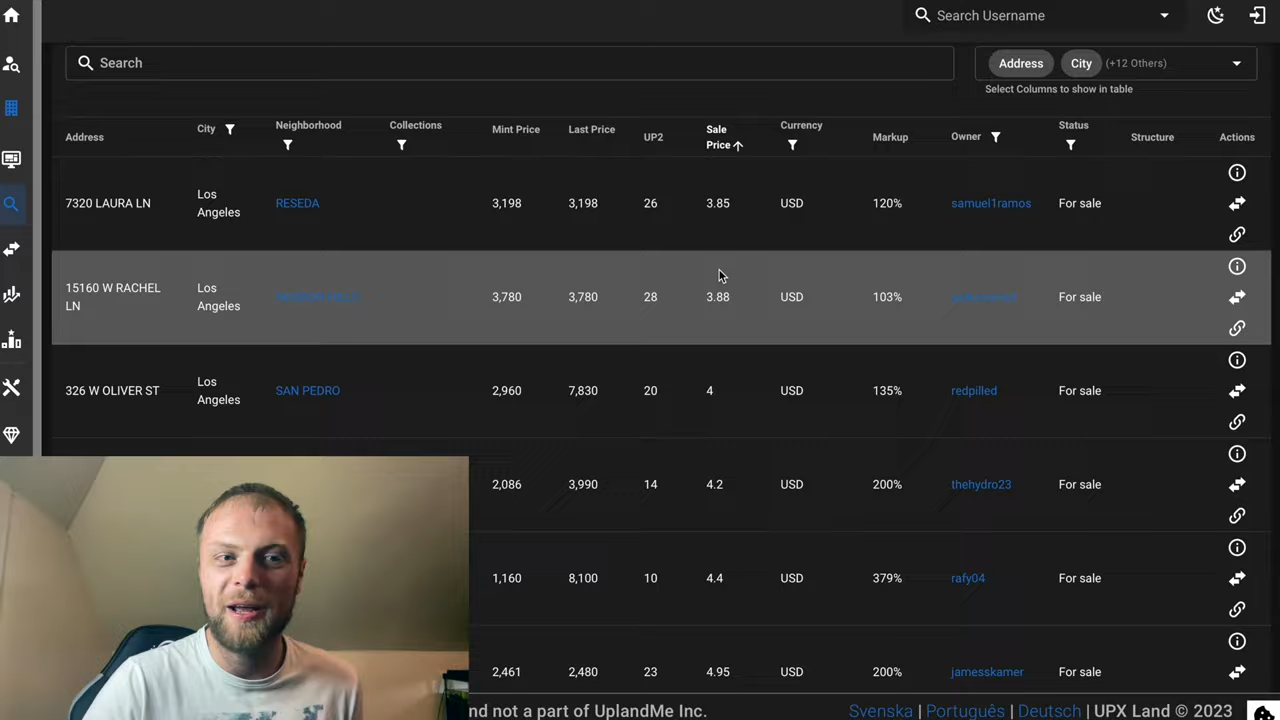 Search Username
Search
Address City (+12 Others)
Select Columns to show in table
Address City Neighborhood Collections Mint Price Last Price UP2 Sale Price Currency Markup Owner Status Structure Actions
7320 LAURA LN Los Angeles RESEDA 3,198 3,198 26 3.85 USD 120% samuel1ramos For sale
15160 W RACHEL LN Los Angeles 3,780 3,780 28 3.88 USD 103% For sale
326 W OLIVER ST Los Angeles SAN PEDRO 2,960 7,830 20 4 USD 135% redpilled For sale
2,086 3,990 14 4.2 USD 200% thehydro23 For sale
1,160 8,100 10 4.4 USD 379% rafy04 For sale
2,461 2,480 23 4.95 USD 200% jamesskamer For sale
nd not a part of UplandMe Inc. Svenska | Português | Deutsch | UPX Land © 2023